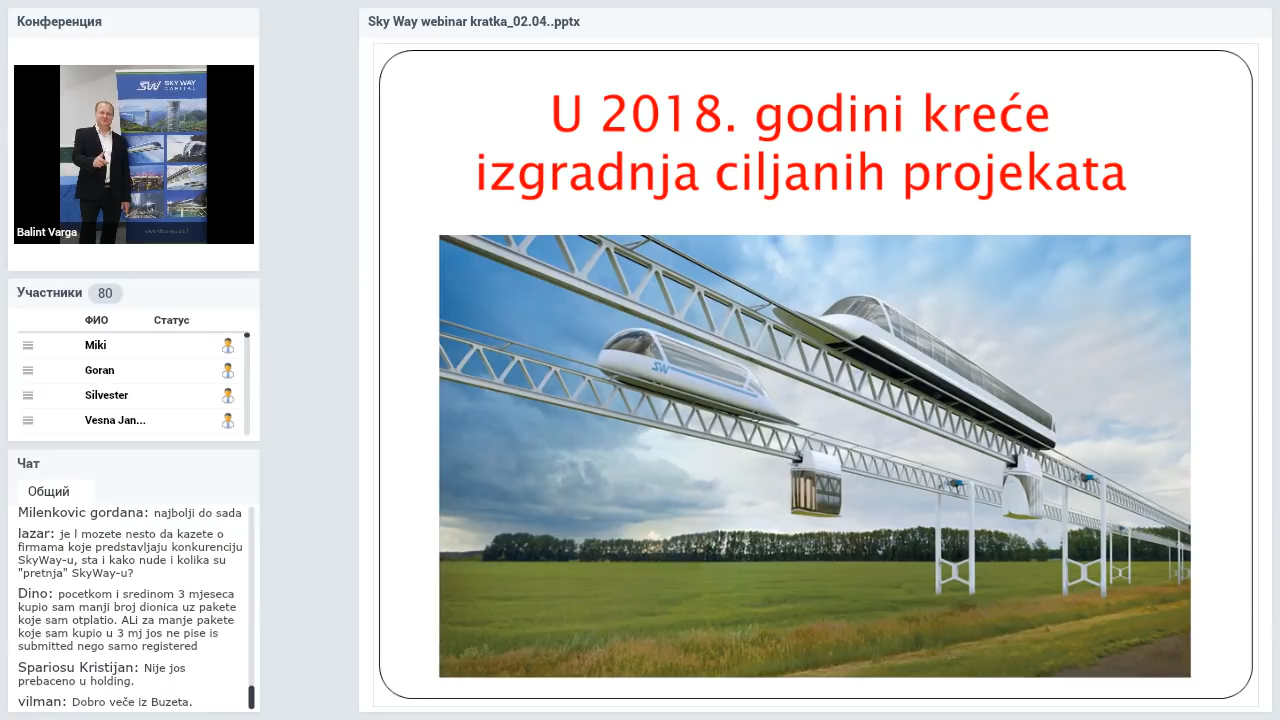 Конференция
SKY WAY
CAPITAL
Balint Varga
Участники 80
ФИО Статус
Miki
Goran
Silvester
Vesna Jan...
Чат
Общий
Milenkovic gordana: najbolji do sada
lazar: je l mozete nesto da kazete o
firmama koje predstavljaju konkurenciju
SkyWay-u, sta i kako nude i kolika su
"pretnja" SkyWay-u?
Dino: pocetkom i sredinom 3 mjeseca
kupio sam manji broj dionica uz pakete
koje sam otplatio. ALi za manje pakete
koje sam kupio u 3 mj jos ne pise is
submitted nego samo registered
Spariosu Kristijan: Nije jos
prebaceno u holding.
vilman: Dobro veče iz Buzeta.
Sky Way webinar kratka_02.04..pptx
U 2018. godini kreće
izgradnja ciljanih projekata
SW